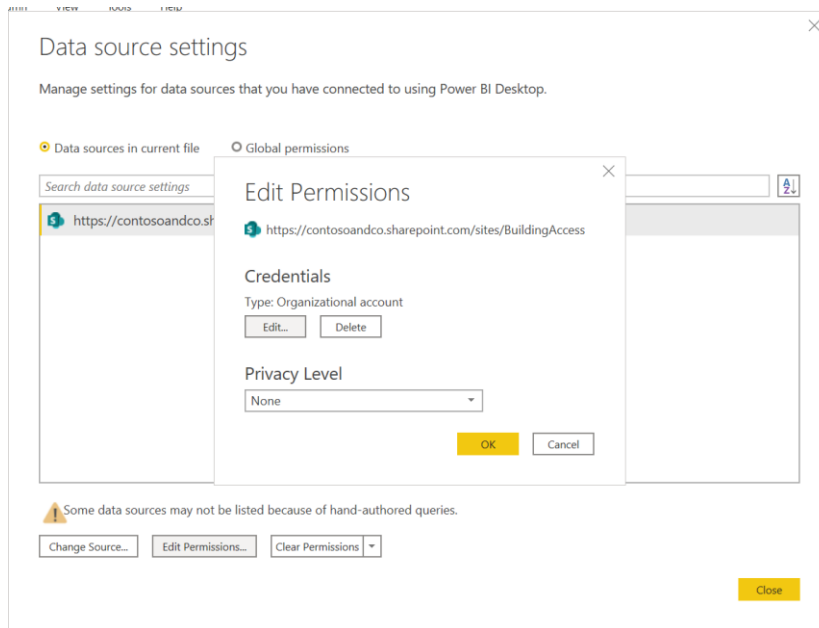 View Tools Help
Data source settings
Manage settings for data sources that you have connected to using Power BI Desktop.
Data sources in current file Global permissions
Search data source settings
https://contosoandco.sh
Edit Permissions
https://contosoandco.sharepoint.com/sites/BuildingAccess
Credentials
Type: Organizational account
Edit... Delete
Privacy Level
None
OK Cancel
Some data sources may not be listed because of hand-authored queries.
Change Source... Edit Permissions... Clear Permissions
Close